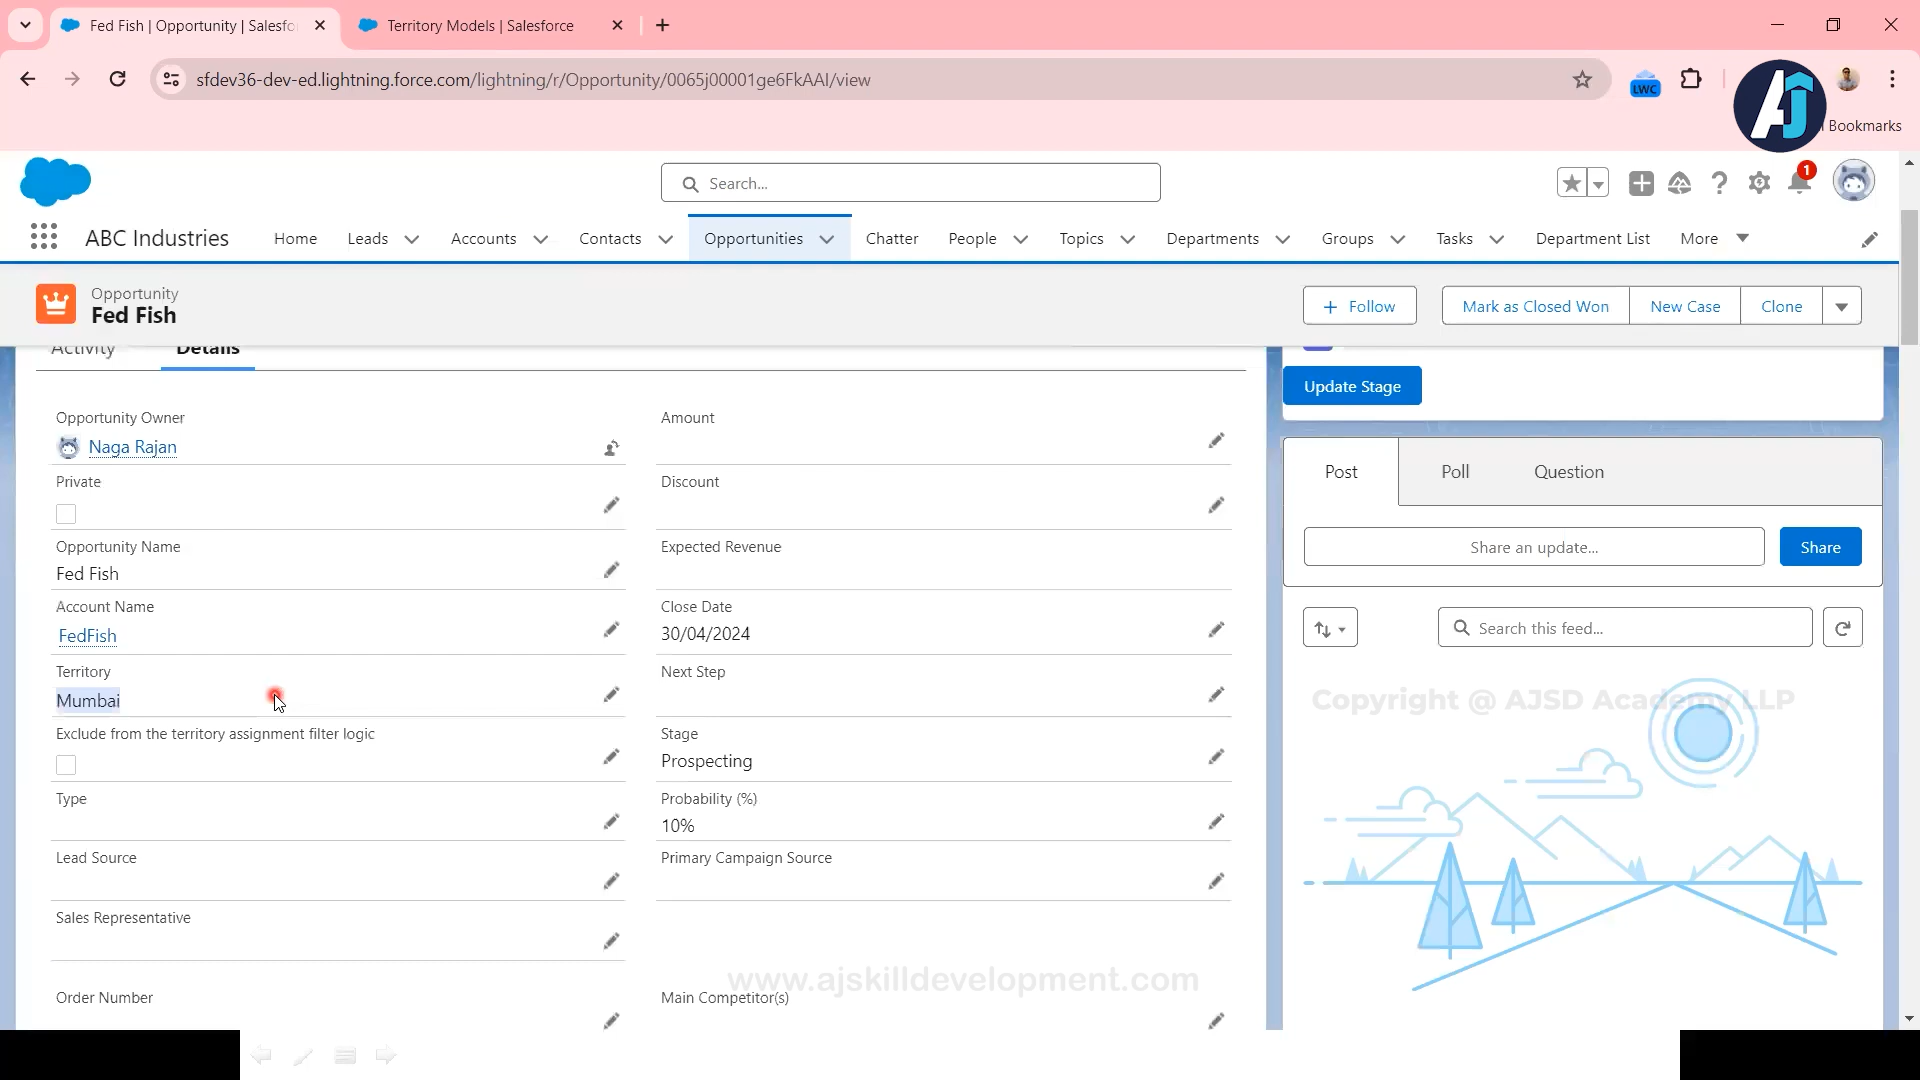 Fed Fish | Opportunity | Salesfo
Territory Models | Salesforce
sfdev36-dev-ed.lightning.force.com/lightning/r/Opportunity/0065j00001ge6FkAAI/view
LWC
AJ
Bookmarks
Search...
1
ABC Industries
Home
Leads
Accounts
Contacts
Opportunities
Chatter
People
Topics
Departments
Groups
Tasks
Department List
More
Opportunity
Fed Fish
+ Follow
Mark as Closed Won
New Case
Clone
Activity
Details
Update Stage
Opportunity Owner
Naga Rajan
Amount
Private
Discount
Opportunity Name
Fed Fish
Expected Revenue
Account Name
FedFish
Close Date
30/04/2024
Territory
Mumbai
Next Step
Exclude from the territory assignment filter logic
Stage
Prospecting
Type
Probability (%)
10%
Lead Source
Primary Campaign Source
Sales Representative
Order Number
Main Competitor(s)
Post
Poll
Question
Share an update...
Share
Search this feed...
Copyright @ AJSD Academy LLP
www.ajskilldevelopment.com